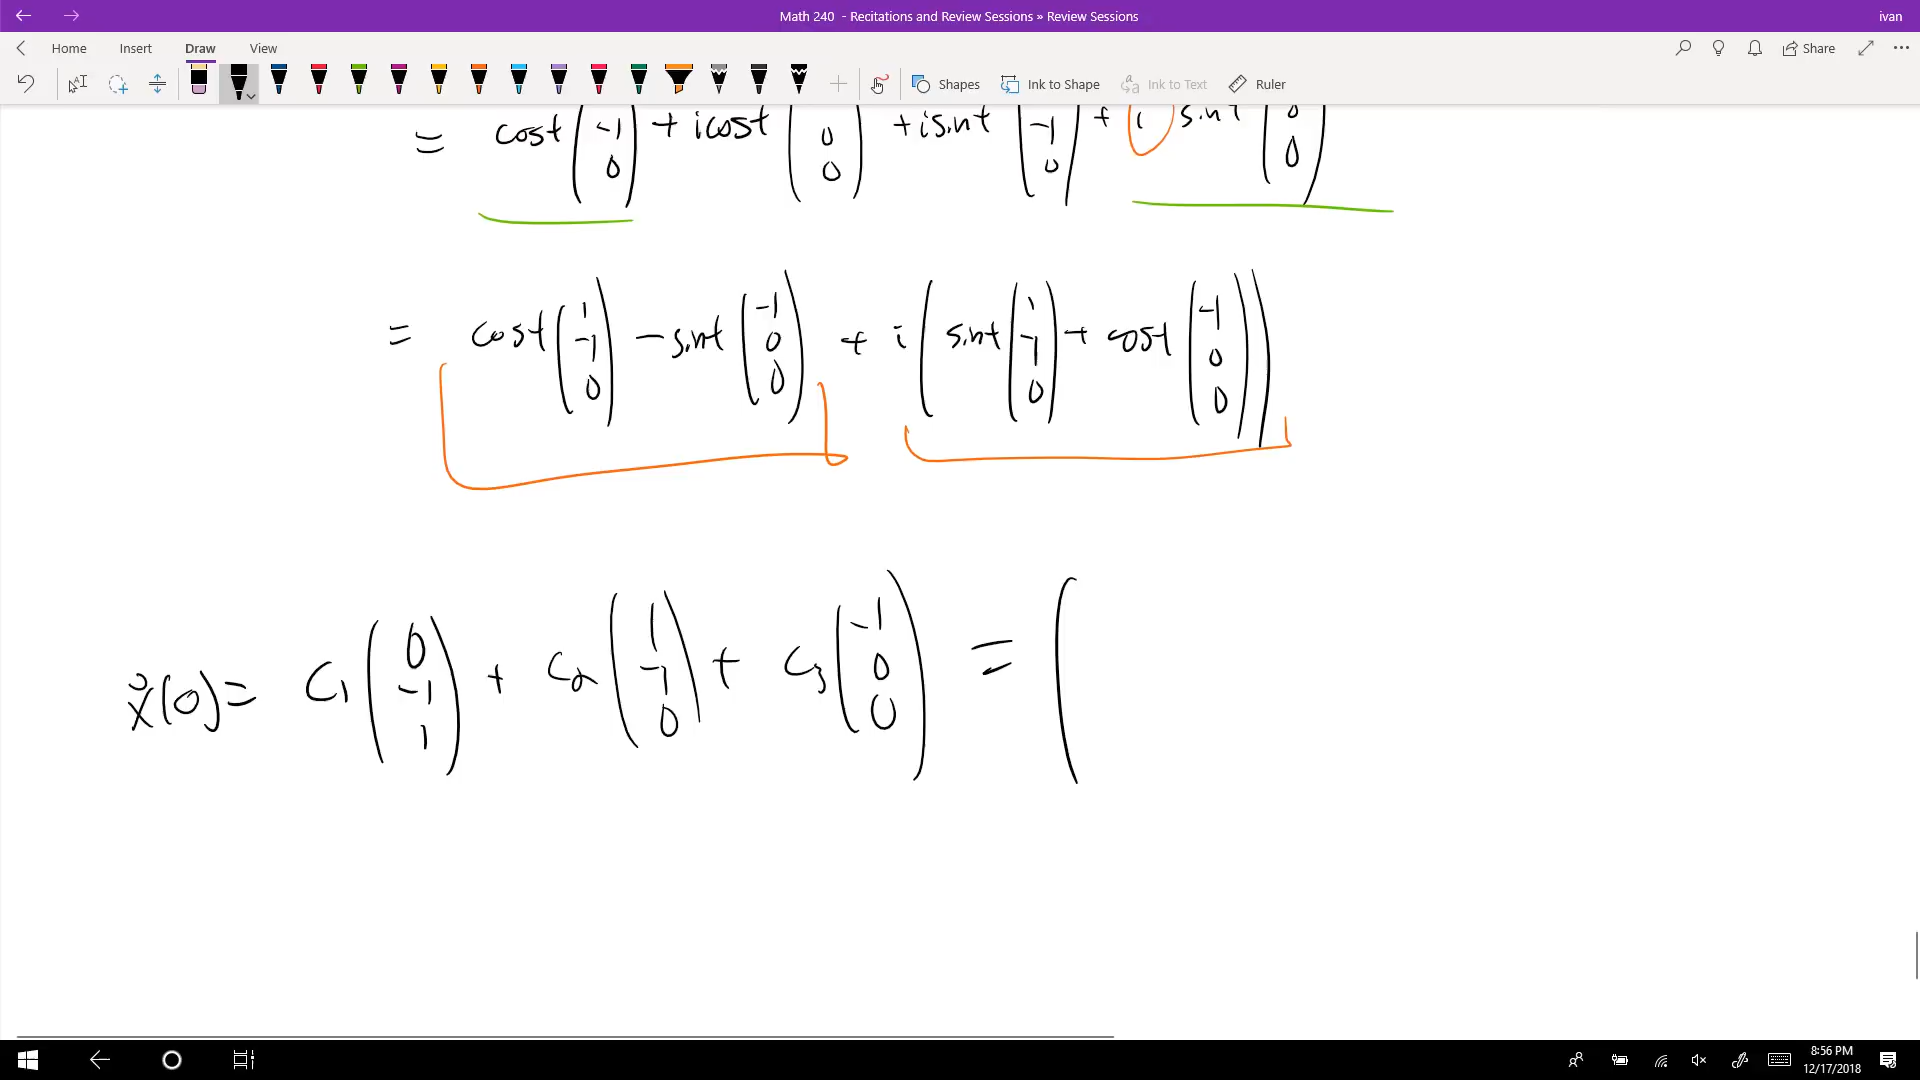 Math 240 - Recitations and Review Sessions » Review Sessions
ivan
Home Insert Draw View
Share
Shapes Ink to Shape Ink to Text Ruler
= cost ( -1 0 ) + i cost ( 0 0 ) + i sint ( -1 0 ) + i sint ( 0 0 )
= cost ( 1 -1 0 ) - sint ( -1 0 0 ) + i ( sint ( 1 -1 0 ) + cost ( -1 0 0 ) )
x(0) = C1 ( 0 -1 1 ) + C2 ( 1 -1 0 ) + C3 ( -1 0 0 ) = (
8:56 PM
12/17/2018